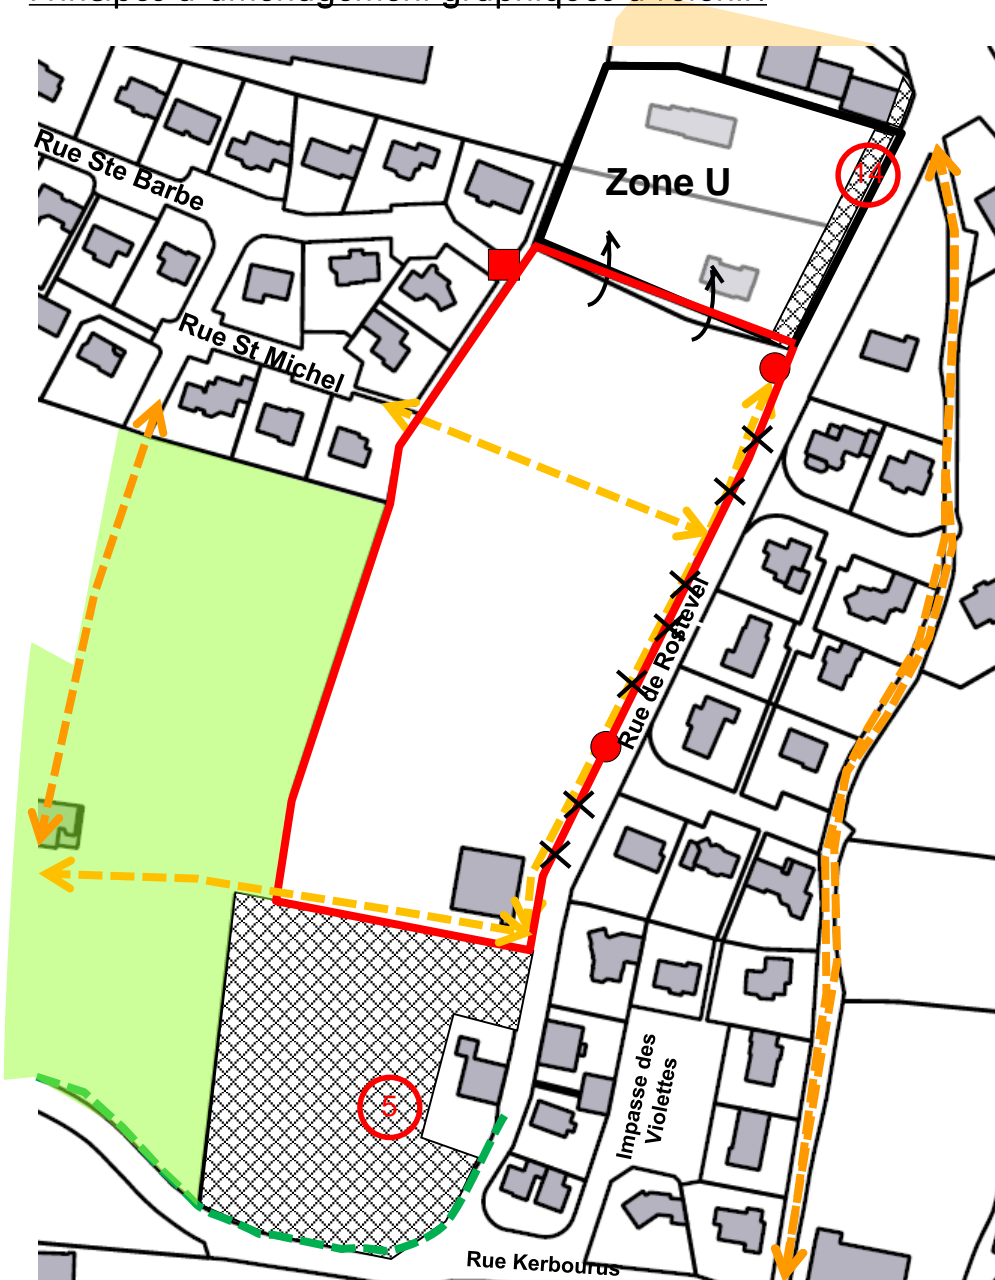 Rue Ste Barbe
Zone U
14
Rue St Michel
Rue de Rostevel
Impasse des
Violettes
5
Rue Kerbourus